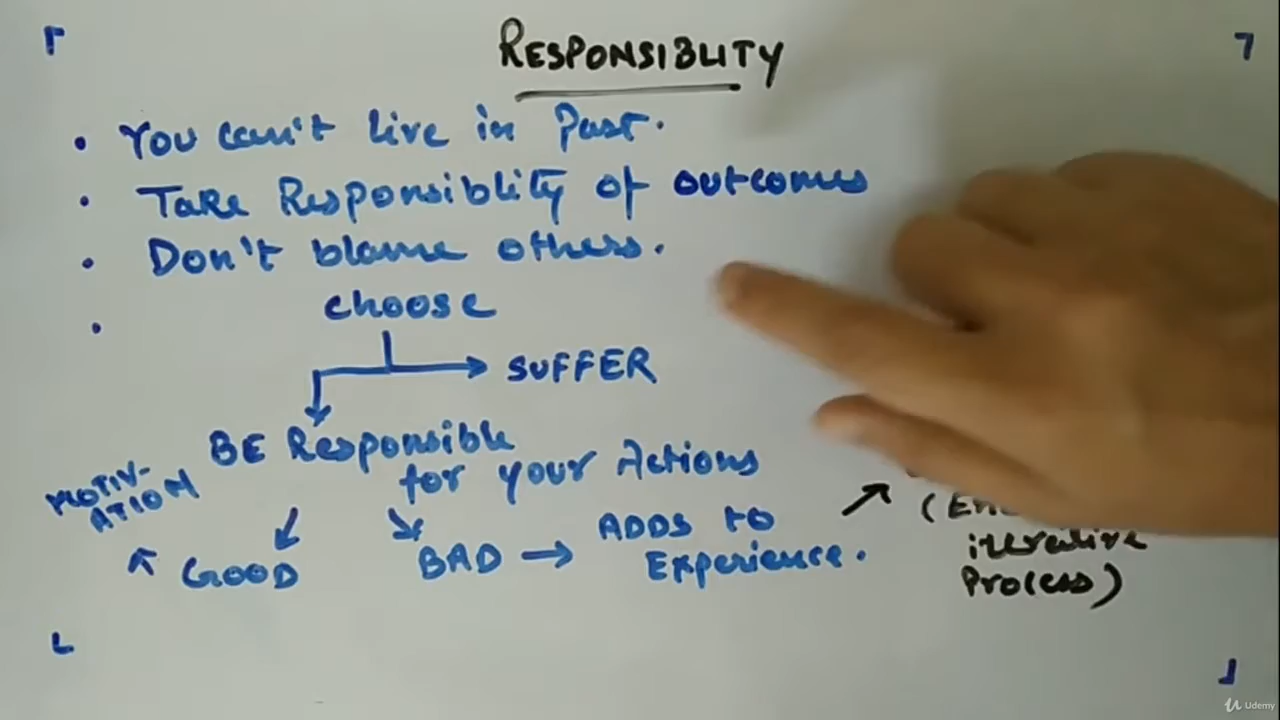 RESPONSIBLITY
• You can't live in Past.
• Take Responsiblity of outcomes
• Don't blame others.
•
choose
SUFFER
BE Responsible
for your Actions
MOTIV-
ATION
GOOD
BAD → ADDS to
Experience.
iterative
Process)
Udemy